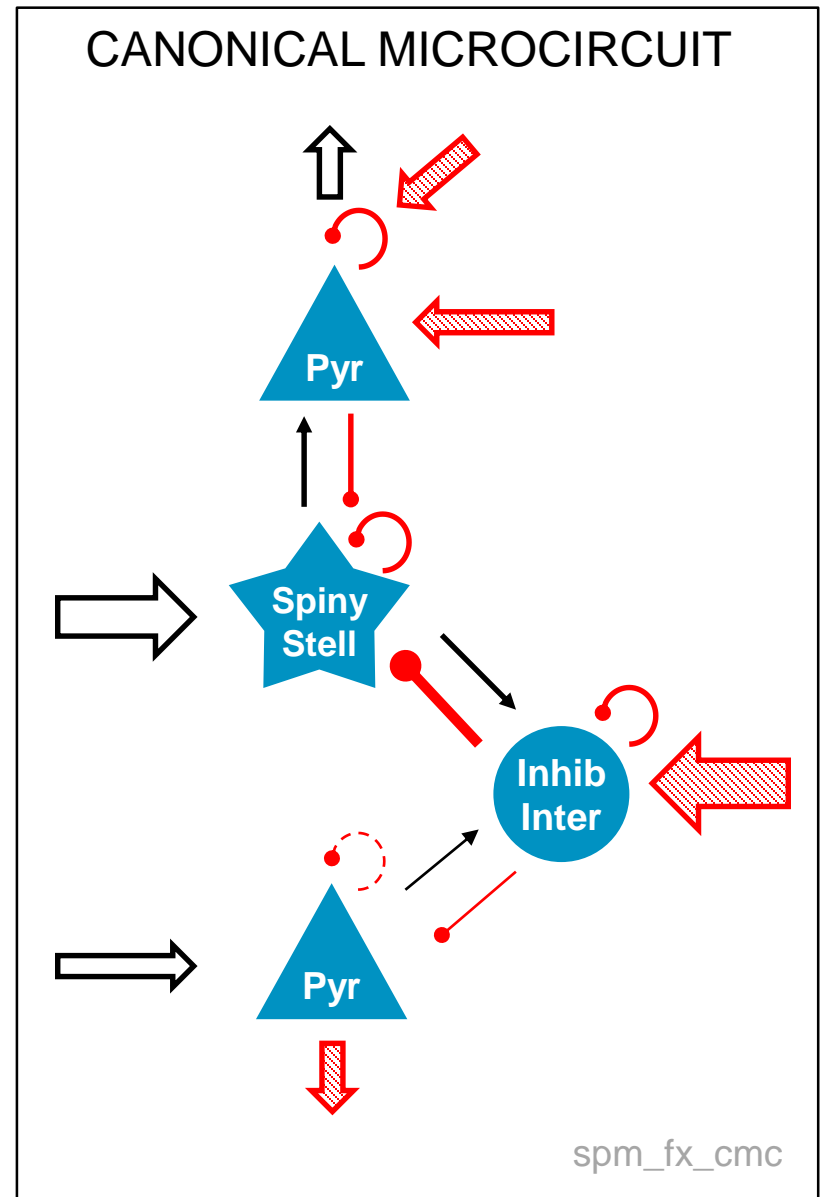 CANONICAL MICROCIRCUIT
Pyr
Spiny
Stell
Inhib
Inter
Pyr
spm_fx_cmc